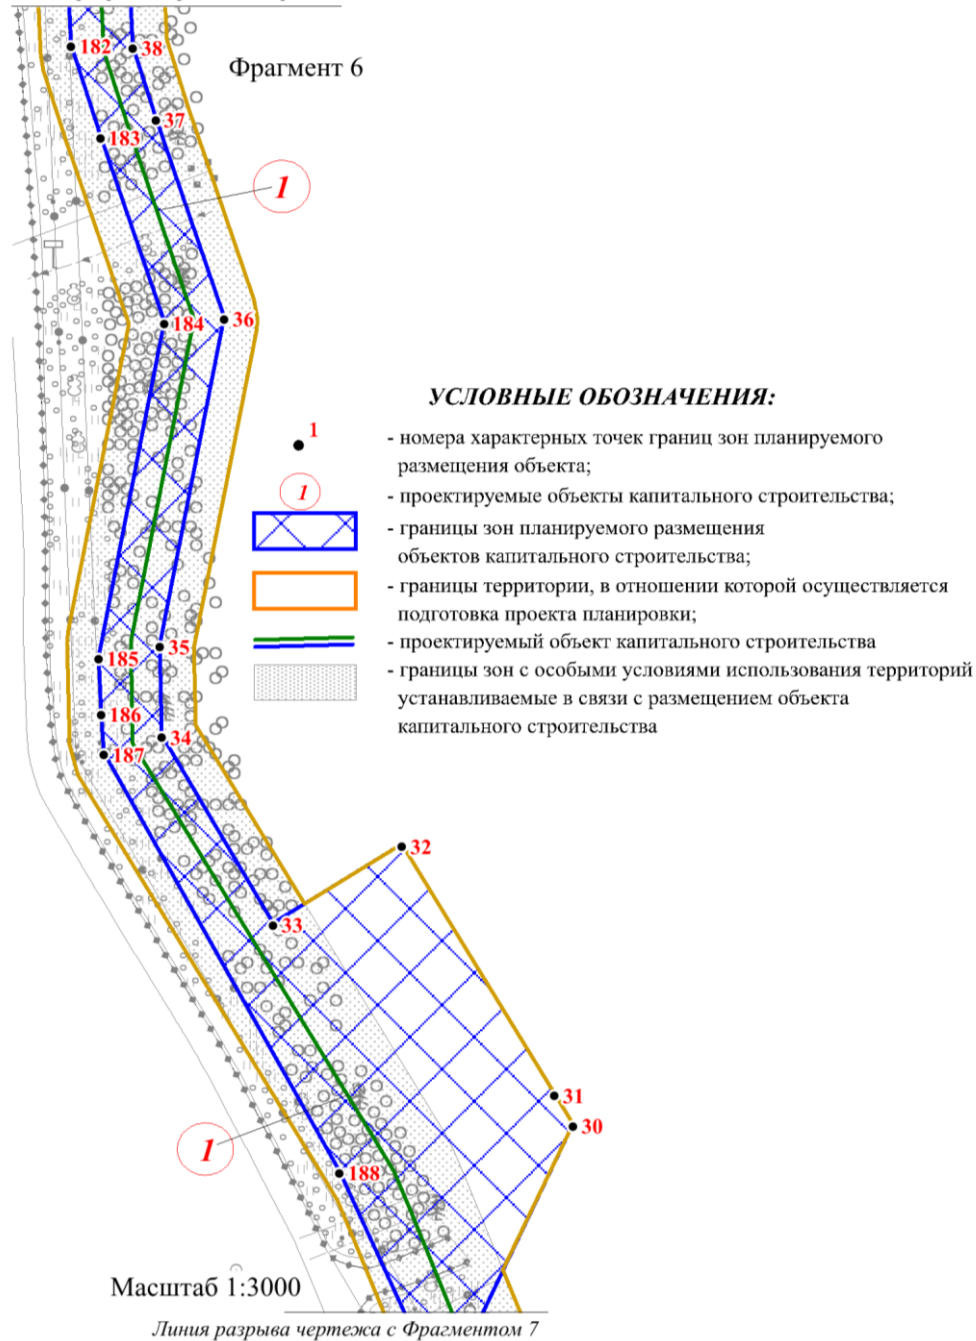 182
38
Фрагмент 6
37
183
1
184
36
УСЛОВНЫЕ ОБОЗНАЧЕНИЯ:
1
- номера характерных точек границ зон планируемого
размещения объекта;
1
- проектируемые объекты капитального строительства;
- границы зон планируемого размещения
объектов капитального строительства;
- границы территории, в отношении которой осуществляется
подготовка проекта планировки;
- проектируемый объект капитального строительства
- границы зон с особыми условиями использования территорий
устанавливаемые в связи с размещением объекта
капитального строительства
35
185
186
34
187
32
33
31
30
1
188
Масштаб 1:3000
Линия разрыва чертежа с Фрагментом 7